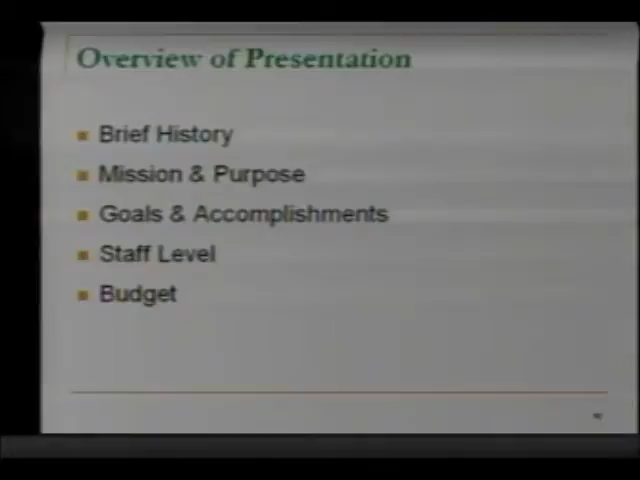 Overview of Presentation
Brief History
Mission & Purpose
Goals & Accomplishments
Staff Level
Budget